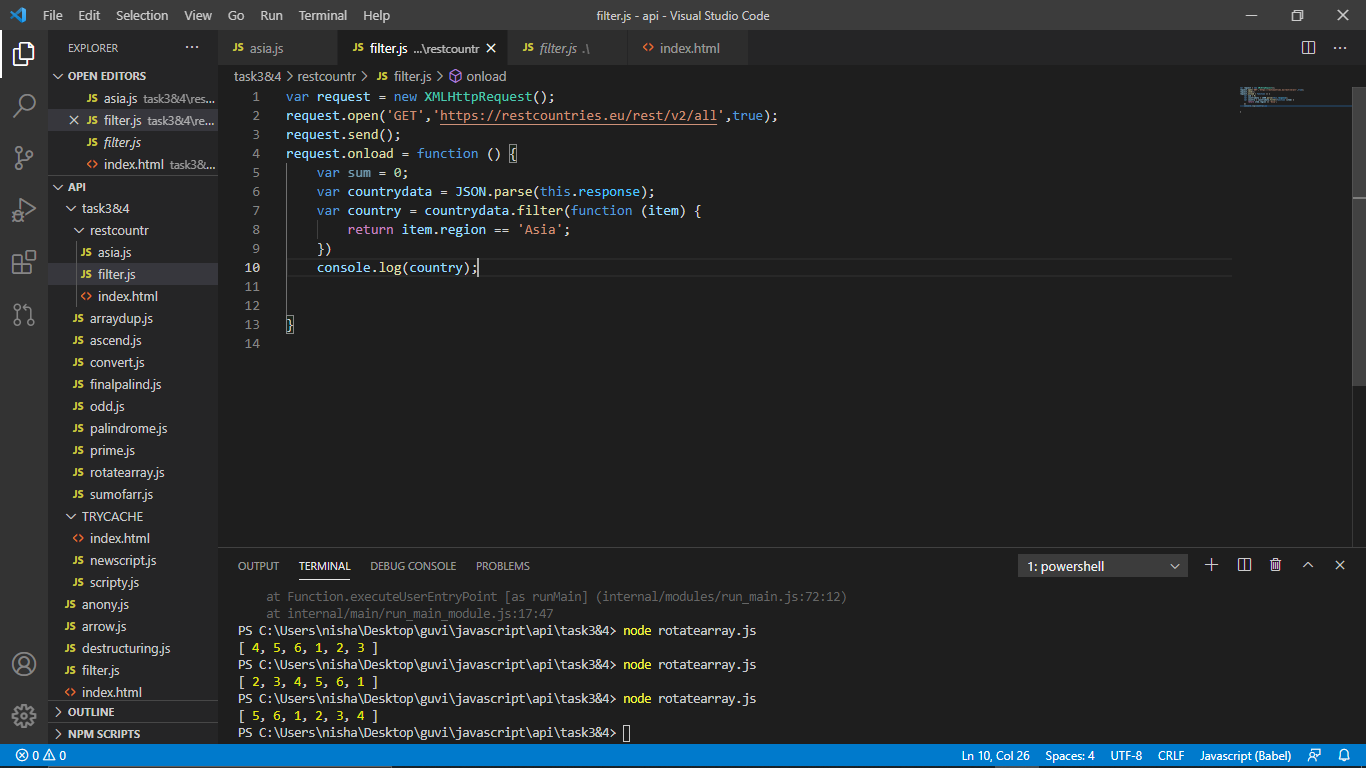 File Edit Selection View Go Run Terminal Help filter.js - api - Visual Studio Code
EXPLORER ...
JS asia.js JS filter.js ...\restcountr JS filter.js .\ <> index.html
OPEN EDITORS
JS asia.js task3&4\res...
JS filter.js task3&4\re...
JS filter.js
<> index.html task3&...
API
task3&4
restcountr
JS asia.js
JS filter.js
<> index.html
JS arraydup.js
JS ascend.js
JS convert.js
JS finalpalind.js
JS odd.js
JS palindrome.js
JS prime.js
JS rotatearray.js
JS sumofarr.js
TRYCACHE
<> index.html
JS newscript.js
JS scripty.js
JS anony.js
JS arrow.js
JS destructuring.js
JS filter.js
<> index.html
OUTLINE
NPM SCRIPTS
task3&4 > restcountr > JS filter.js > onload
1 var request = new XMLHttpRequest();
2 request.open('GET','https://restcountries.eu/rest/v2/all',true);
3 request.send();
4 request.onload = function () {
5 var sum = 0;
6 var countrydata = JSON.parse(this.response);
7 var country = countrydata.filter(function (item) {
8 return item.region == 'Asia';
9 })
10 console.log(country);
11
12
13 }
14
OUTPUT TERMINAL DEBUG CONSOLE PROBLEMS 1: powershell
at Function.executeUserEntryPoint [as runMain] (internal/modules/run_main.js:72:12)
at internal/main/run_main_module.js:17:47
PS C:\Users\nisha\Desktop\guvi\javascript\api\task3&4> node rotatearray.js
[ 4, 5, 6, 1, 2, 3 ]
PS C:\Users\nisha\Desktop\guvi\javascript\api\task3&4> node rotatearray.js
[ 2, 3, 4, 5, 6, 1 ]
PS C:\Users\nisha\Desktop\guvi\javascript\api\task3&4> node rotatearray.js
[ 5, 6, 1, 2, 3, 4 ]
PS C:\Users\nisha\Desktop\guvi\javascript\api\task3&4>
0 0 Ln 10, Col 26 Spaces: 4 UTF-8 CRLF Javascript (Babel)